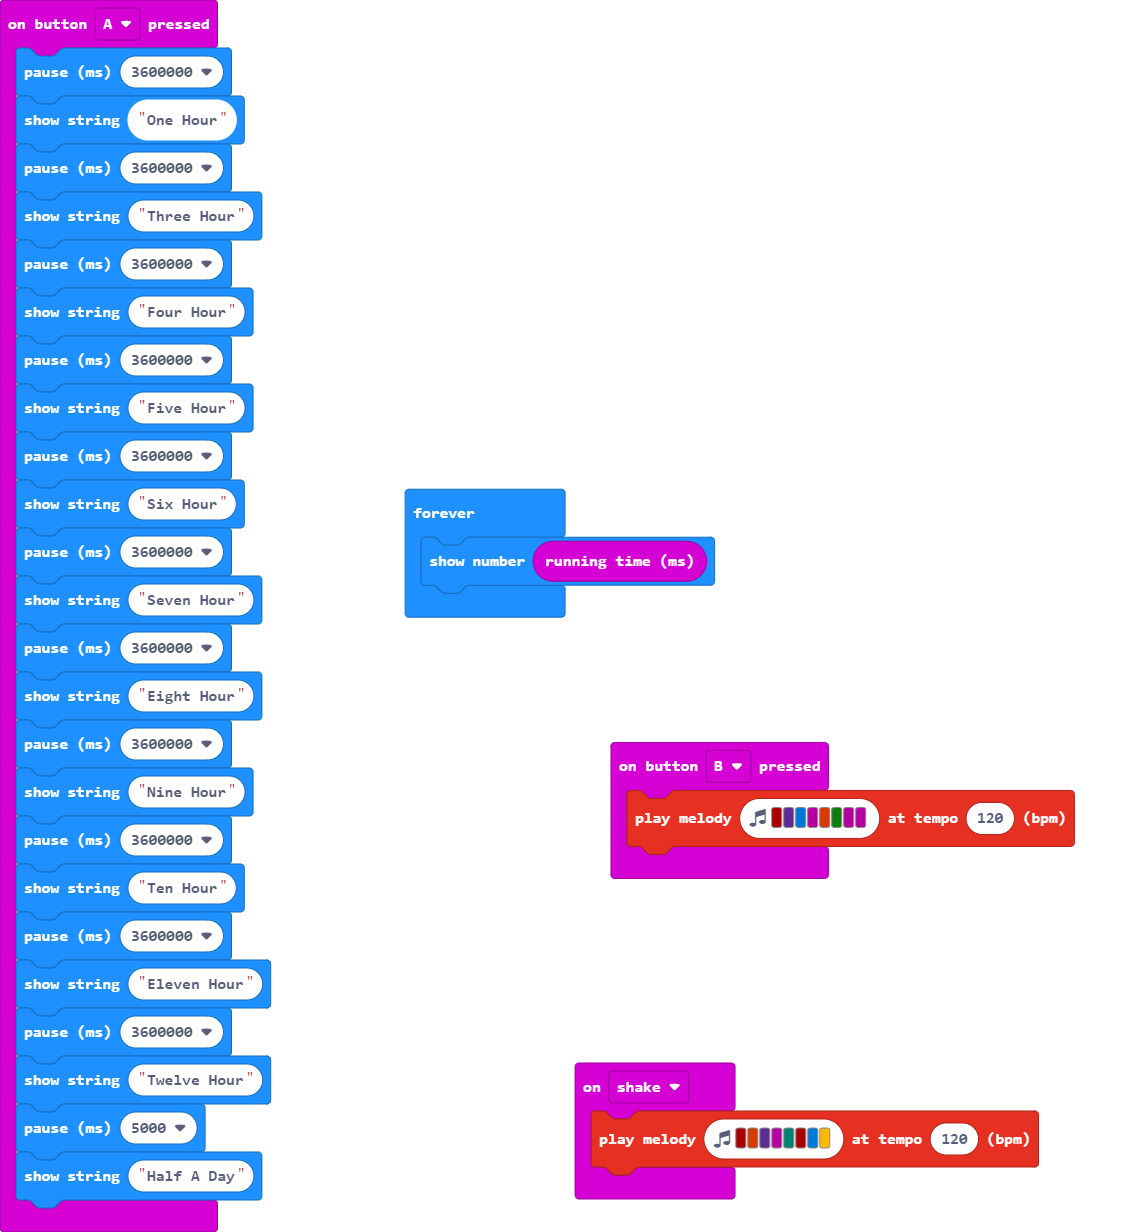 on button A pressed
pause (ms) 3600000
show string "One Hour"
pause (ms) 3600000
show string "Three Hour"
pause (ms) 3600000
show string "Four Hour"
pause (ms) 3600000
show string "Five Hour"
pause (ms) 3600000
show string "Six Hour"
pause (ms) 3600000
show string "Seven Hour"
pause (ms) 3600000
show string "Eight Hour"
pause (ms) 3600000
show string "Nine Hour"
pause (ms) 3600000
show string "Ten Hour"
pause (ms) 3600000
show string "Eleven Hour"
pause (ms) 3600000
show string "Twelve Hour"
pause (ms) 5000
show string "Half A Day"
forever
show number running time (ms)
on button B pressed
play melody at tempo 120 (bpm)
on shake
play melody at tempo 120 (bpm)